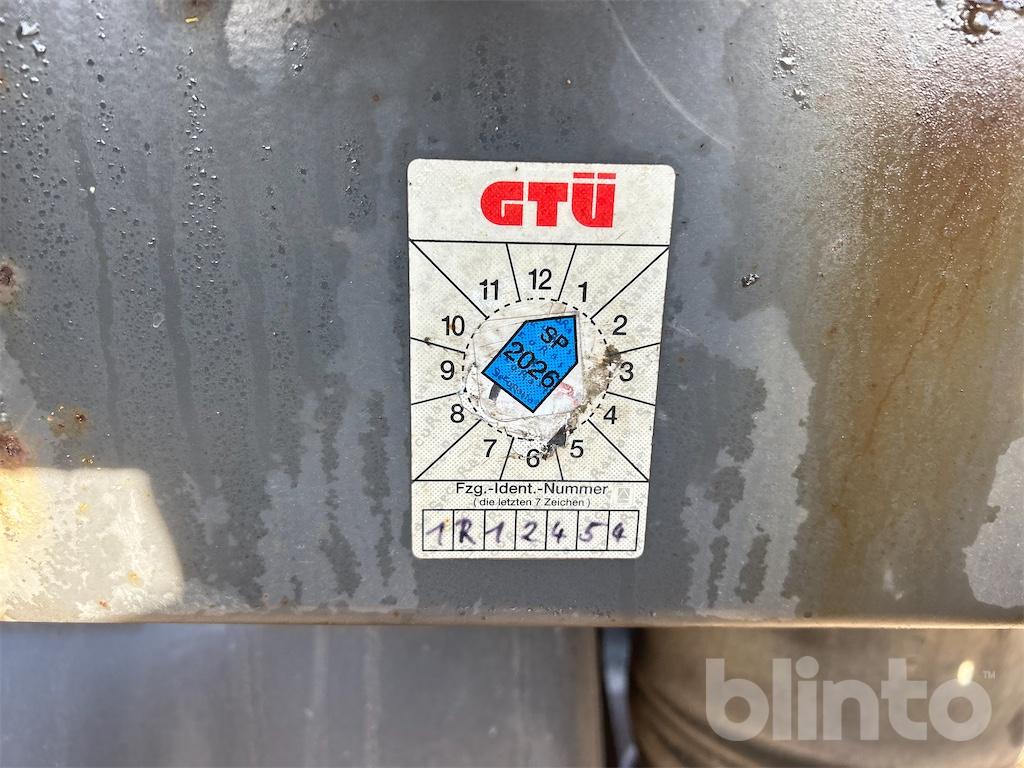 GTÜ
12
11 1
10 2
9 3
8 4
7 5
6
SP
2026
Fzg.-Ident.-Nummer
(die letzten 7 Zeichen)
1R12454
blinto™